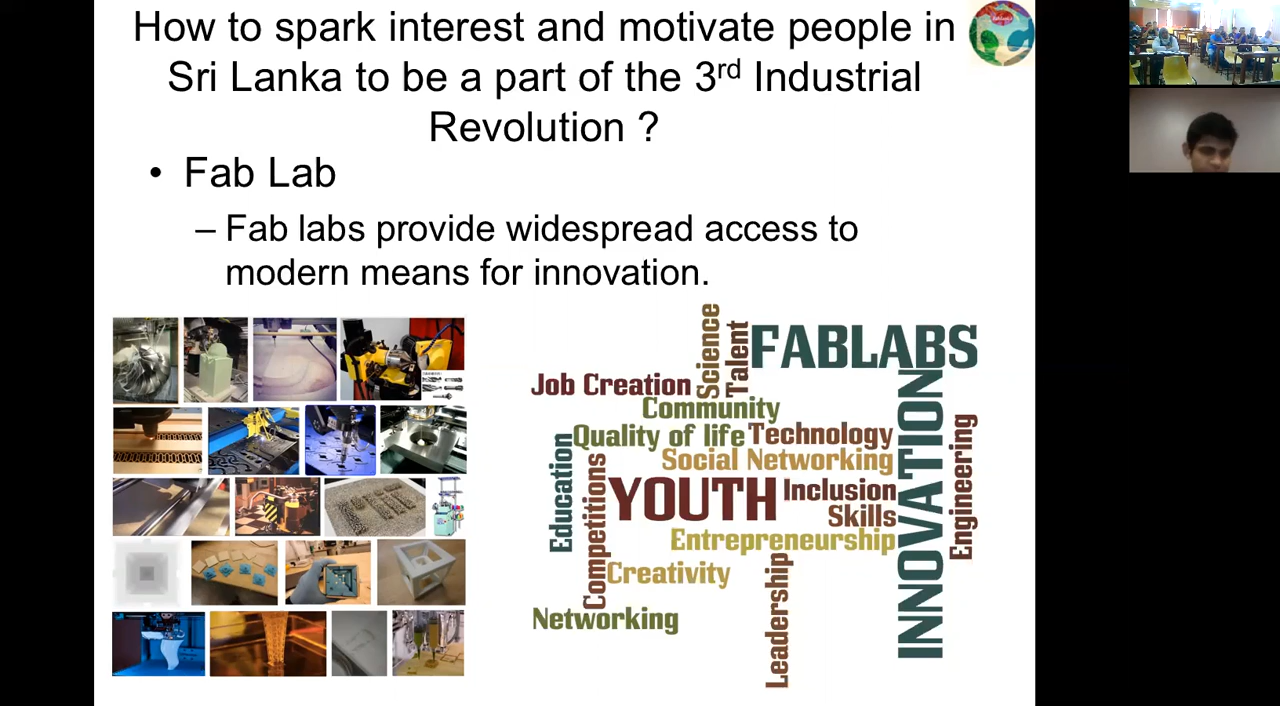 How to spark interest and motivate people in
Sri Lanka to be a part of the 3rd Industrial
Revolution ?
• Fab Lab
– Fab labs provide widespread access to
modern means for innovation.
Science
Talent
FABLABS
Job Creation
Community
Quality of life
Technology
Social Networking
Education
Competitions
YOUTH
Inclusion
Skills
INNOVATION
Engineering
Entrepreneurship
Creativity
Leadership
Networking